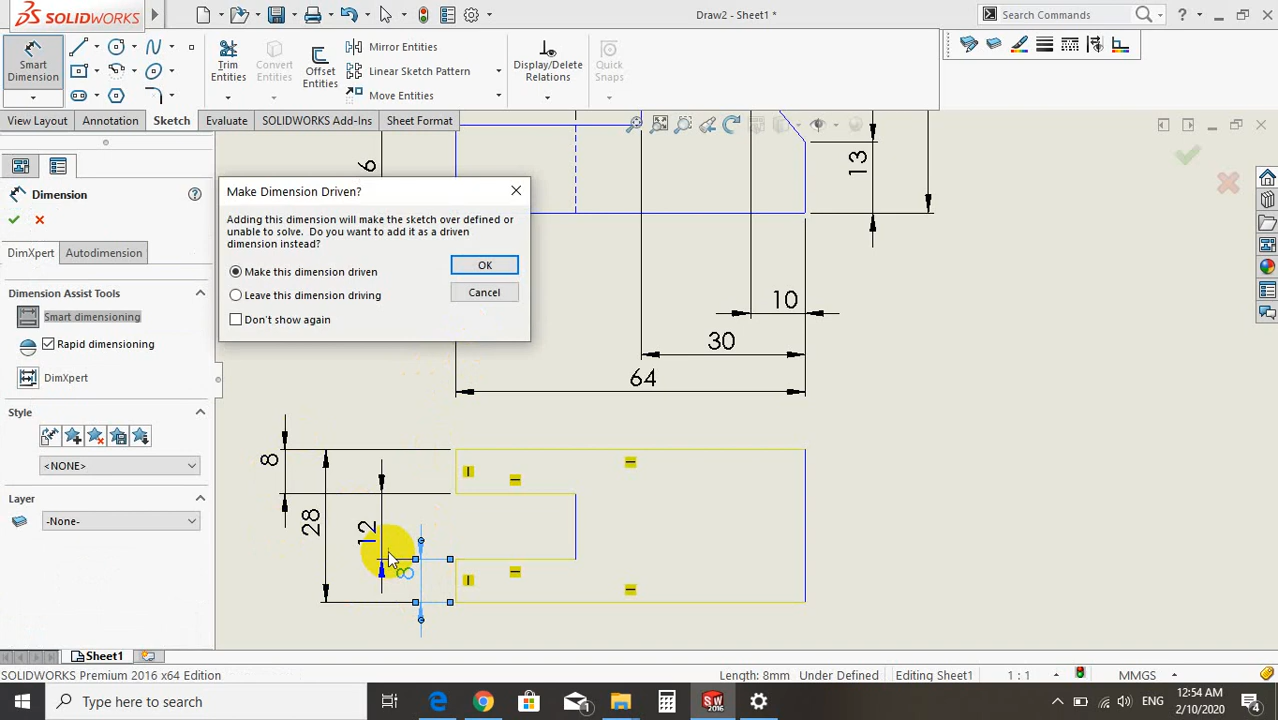 SOLIDWORKS
Draw2 - Sheet1 *
Search Commands
Smart Dimension
Trim Entities
Convert Entities
Offset Entities
Mirror Entities
Linear Sketch Pattern
Move Entities
Display/Delete Relations
Quick Snaps
View Layout
Annotation
Sketch
Evaluate
SOLIDWORKS Add-Ins
Sheet Format
Dimension
DimXpert
Autodimension
Dimension Assist Tools
Smart dimensioning
Rapid dimensioning
DimXpert
Style
<NONE>
Layer
-None-
Make Dimension Driven?
Adding this dimension will make the sketch over defined or
unable to solve. Do you want to add it as a driven
dimension instead?
Make this dimension driven
OK
Leave this dimension driving
Cancel
Don't show again
6
13
10
30
64
8
28
12
8
Sheet1
SOLIDWORKS Premium 2016 x64 Edition
Length: 8mm
Under Defined
Editing Sheet1
1 : 1
MMGS
Type here to search
1
SW
2016
ENG
12:54 AM
2/10/2020
4